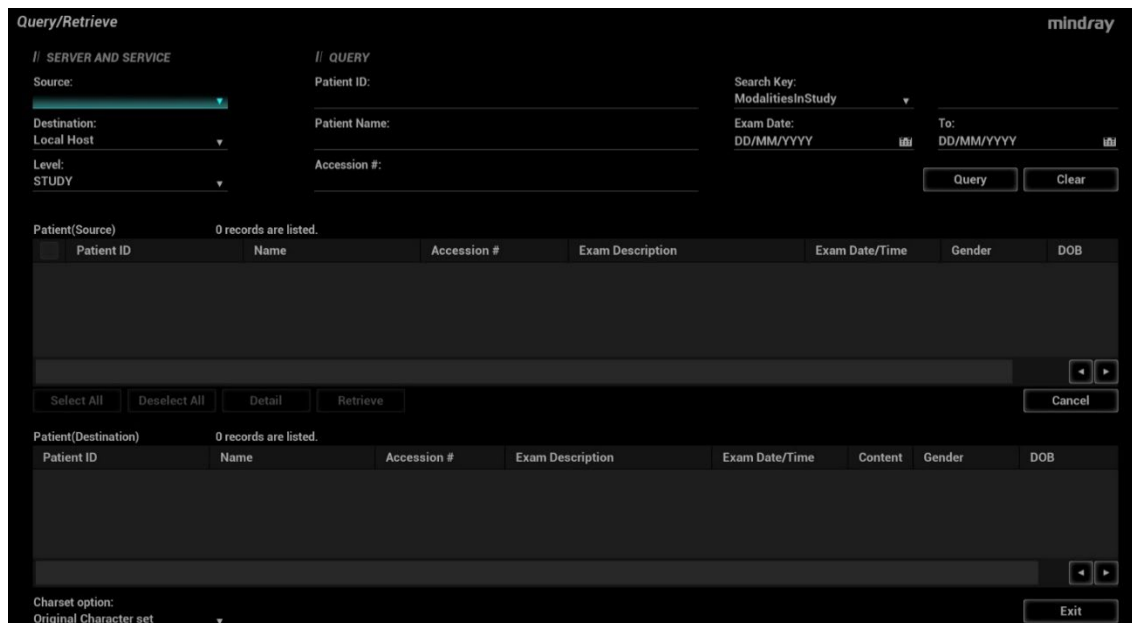 Query/Retrieve
mindray
// SERVER AND SERVICE
// QUERY
Source:
Patient ID:
Search Key:
ModalitiesInStudy
Destination:
Local Host
Patient Name:
Exam Date:
DD/MM/YYYY
To:
DD/MM/YYYY
Level:
STUDY
Accession #:
Query
Clear
Patient(Source) 0 records are listed.
Patient ID Name Accession # Exam Description Exam Date/Time Gender DOB
Select All Deselect All Detail Retrieve Cancel
Patient(Destination) 0 records are listed.
Patient ID Name Accession # Exam Description Exam Date/Time Content Gender DOB
Charset option:
Original Character set
Exit